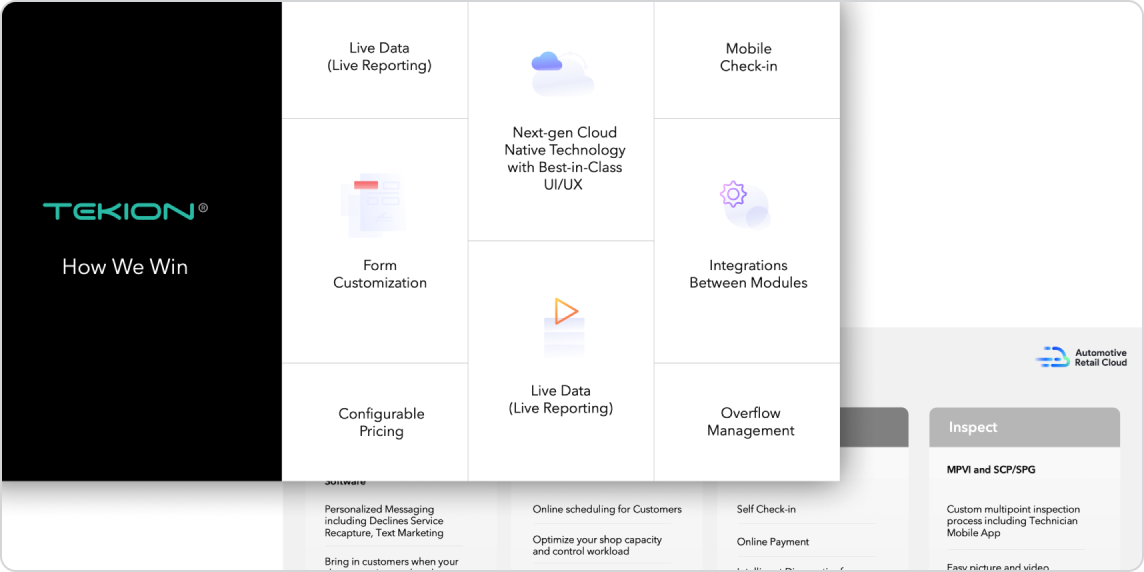 TEKION®
How We Win
Live Data
(Live Reporting)
Form
Customization
Configurable
Pricing
Next-gen Cloud
Native Technology
with Best-in-Class
UI/UX
Live Data
(Live Reporting)
Mobile
Check-in
Integrations
Between Modules
Overflow
Management
Automotive
Retail Cloud
Software
Personalized Messaging
including Declines Service
Recapture, Text Marketing
Bring in customers when your
Online scheduling for Customers
Optimize your shop capacity
and control workload
Self Check-in
Online Payment
Inspect
MPVI and SCP/SPG
Custom multipoint inspection
process including Technician
Mobile App
Easy picture and video